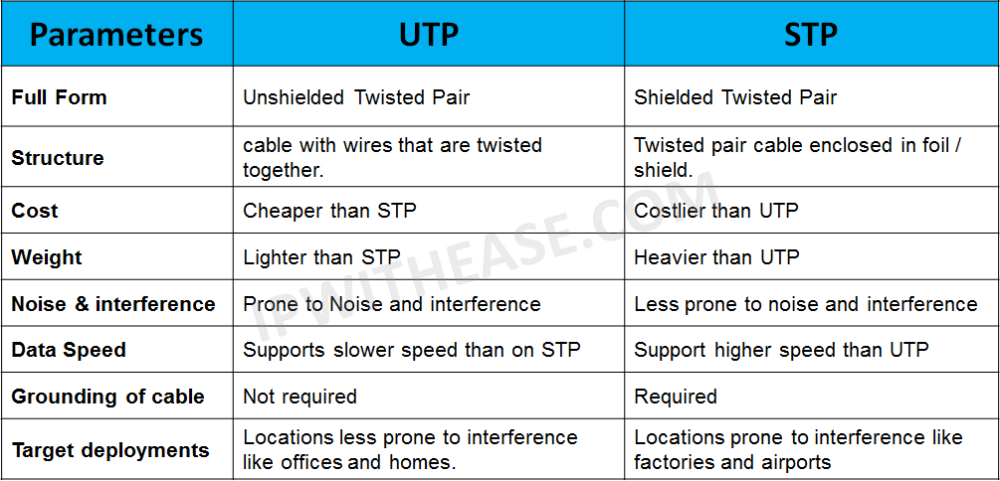 Parameters UTP STP
Full Form Unshielded Twisted Pair Shielded Twisted Pair
Structure cable with wires that are twisted together. Twisted pair cable enclosed in foil / shield.
Cost Cheaper than STP Costlier than UTP
Weight Lighter than STP Heavier than UTP
Noise & interference Prone to Noise and interference Less prone to noise and interference
Data Speed Supports slower speed than on STP Support higher speed than UTP
Grounding of cable Not required Required
Target deployments Locations less prone to interference like offices and homes. Locations prone to interference like factories and airports
IPWITHEASE.COM